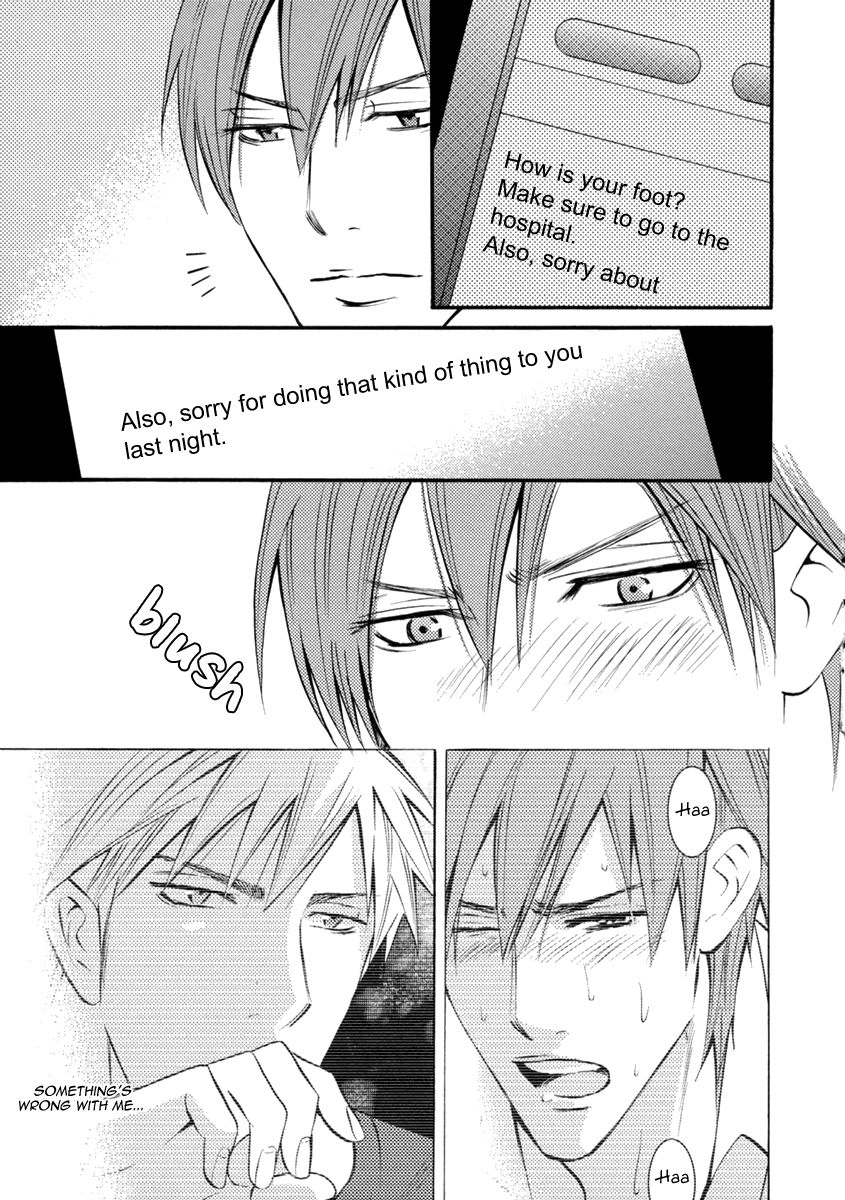 How is your foot?
Make sure to go to the
hospital.
Also, sorry about
Also, sorry for doing that kind of thing to you
last night.
blush
Haa
SOMETHING'S
WRONG WITH ME...
Haa